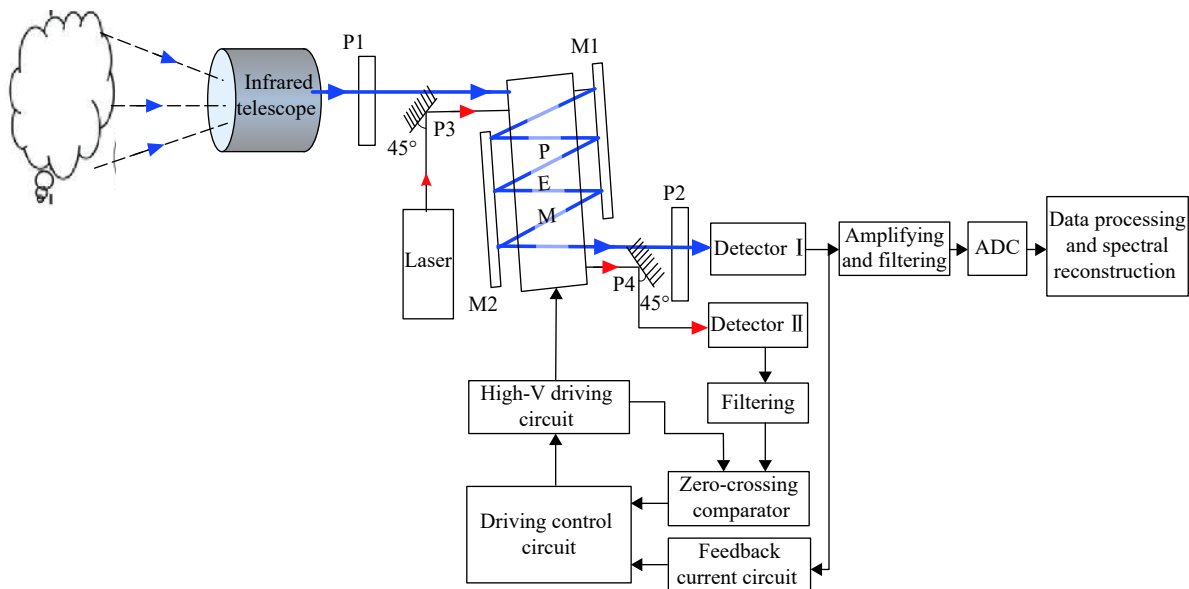 P1
M1
Infrared
telescope
P3
45°
P
E
M
P2
Laser
M2
P4
45°
Detector Ⅰ
Amplifying
and filtering
ADC
Data processing
and spectral
reconstruction
Detector Ⅱ
High-V driving
circuit
Filtering
Zero-crossing
comparator
Driving control
circuit
Feedback
current circuit